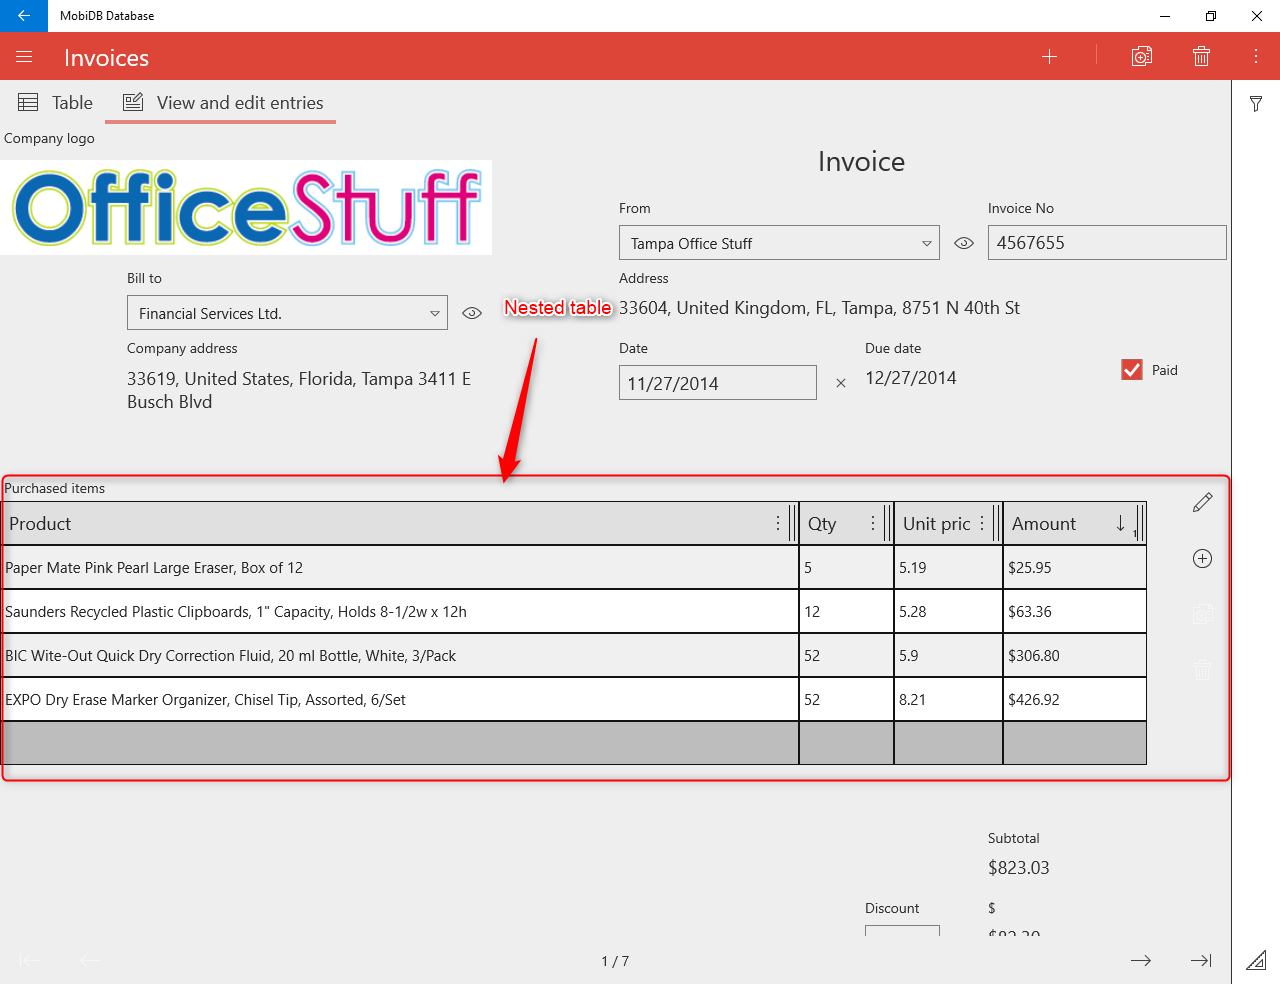 MobiDB Database
Invoices
Table
View and edit entries
Company logo
OfficeStuff
Invoice
From
Invoice No
Tampa Office Stuff
4567655
Bill to
Address
Financial Services Ltd.
Nested table
33604, United Kingdom, FL, Tampa, 8751 N 40th St
Company address
Date
Due date
33619, United States, Florida, Tampa 3411 E
Busch Blvd
11/27/2014
12/27/2014
Paid
Purchased items
Product
Qty
Unit pric
Amount
1
Paper Mate Pink Pearl Large Eraser, Box of 12
5
5.19
$25.95
Saunders Recycled Plastic Clipboards, 1" Capacity, Holds 8-1/2w x 12h
12
5.28
$63.36
BIC Wite-Out Quick Dry Correction Fluid, 20 ml Bottle, White, 3/Pack
52
5.9
$306.80
EXPO Dry Erase Marker Organizer, Chisel Tip, Assorted, 6/Set
52
8.21
$426.92
Subtotal
$823.03
Discount
$
$82.30
1 / 7